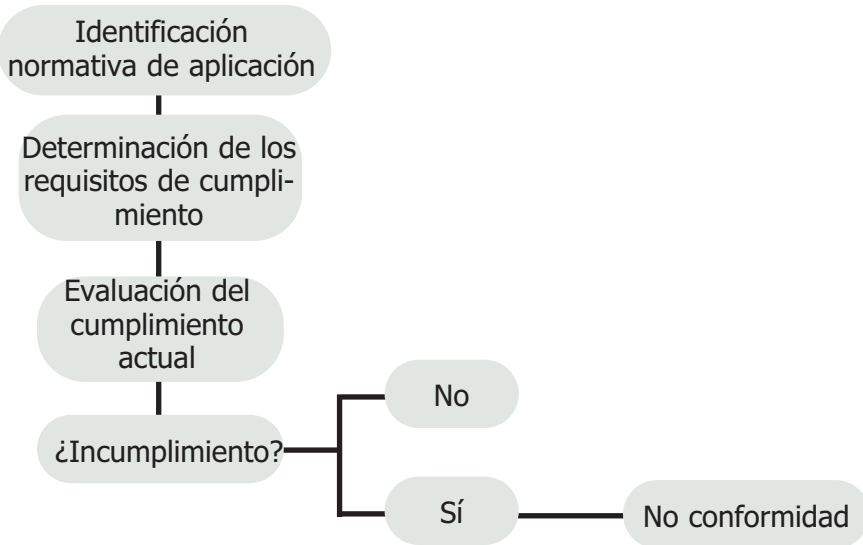 Identificación
normativa de aplicación
Determinación de los
requisitos de cumpli-
miento
Evaluación del
cumplimiento
actual
¿Incumplimiento?
No
Sí
No conformidad